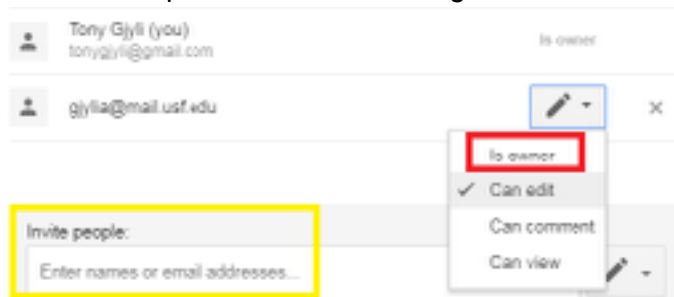 Tony Gjyli (you)
Is owner
tonygjyli@gmail.com
gjylia@mail.usf.edu
Is owner
Can edit
Can comment
Can view
Invite people:
Enter names or email addresses...